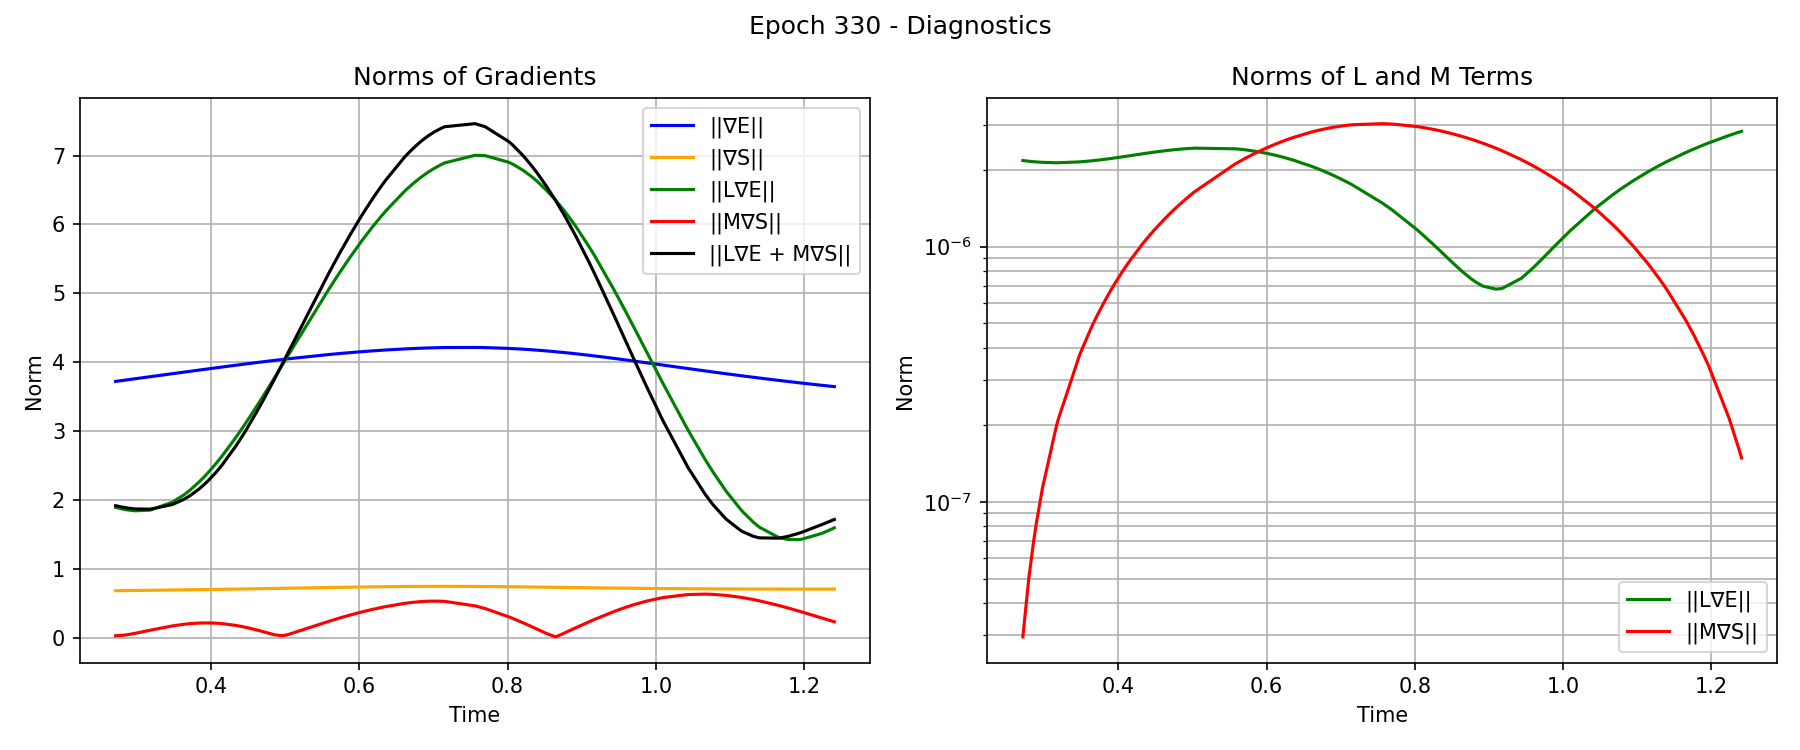 Epoch 330 - Diagnostics
Norms of Gradients
Norm
7
6
5
4
3
2
1
0
0.4 0.6 0.8 1.0 1.2
Time
||∇E||
||∇S||
||L∇E||
||M∇S||
||L∇E + M∇S||
Norms of L and M Terms
Norm
10⁻⁶
10⁻⁷
0.4 0.6 0.8 1.0 1.2
Time
||L∇E||
||M∇S||